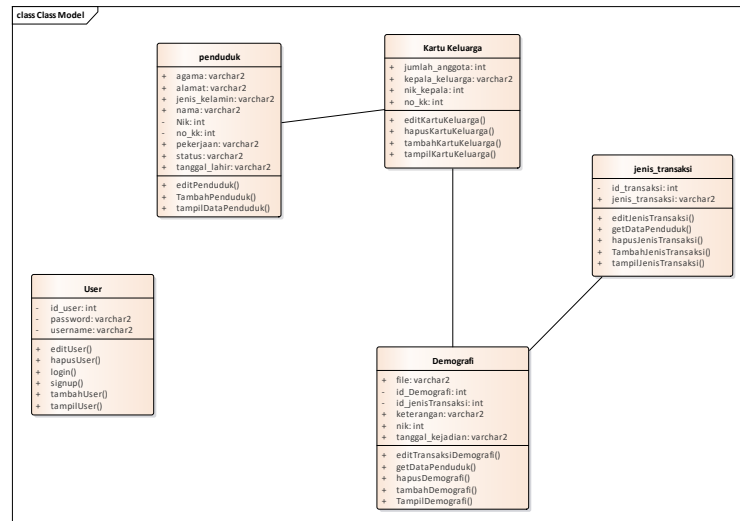 class Class Model
penduduk
+ agama: varchar2
+ alamat: varchar2
+ jenis_kelamin: varchar2
+ nama: varchar2
- Nik: int
- no_kk: int
+ pekerjaan: varchar2
+ status: varchar2
+ tanggal_lahir: varchar2
+ editPenduduk()
+ TambahPenduduk()
+ tampilDataPenduduk()
Kartu Keluarga
+ jumlah_anggota: int
+ kepala_keluarga: varchar2
+ nik_kepala: int
+ no_kk: int
+ editKartuKeluarga()
+ hapusKartuKeluarga()
+ tambahKartuKeluarga()
+ tampilKartuKeluarga()
jenis_transaksi
- id_transaksi: int
+ jenis_transaksi: varchar2
+ editJenisTransaksi()
+ getDataPenduduk()
+ hapusJenisTransaksi()
+ TambahJenisTransaksi()
+ tampilJenisTransaksi()
User
- id_user: int
- password: varchar2
- username: varchar2
+ editUser()
+ hapusUser()
+ login()
+ signup()
+ tambahUser()
+ tampilUser()
Demografi
+ file: varchar2
- id_Demografi: int
- id_jenisTransaksi: int
+ keterangan: varchar2
+ nik: int
+ tanggal_kejadian: varchar2
+ editTransaksiDemografi()
+ getDataPenduduk()
+ hapusDemografi()
+ tambahDemografi()
+ TampilDemografi()